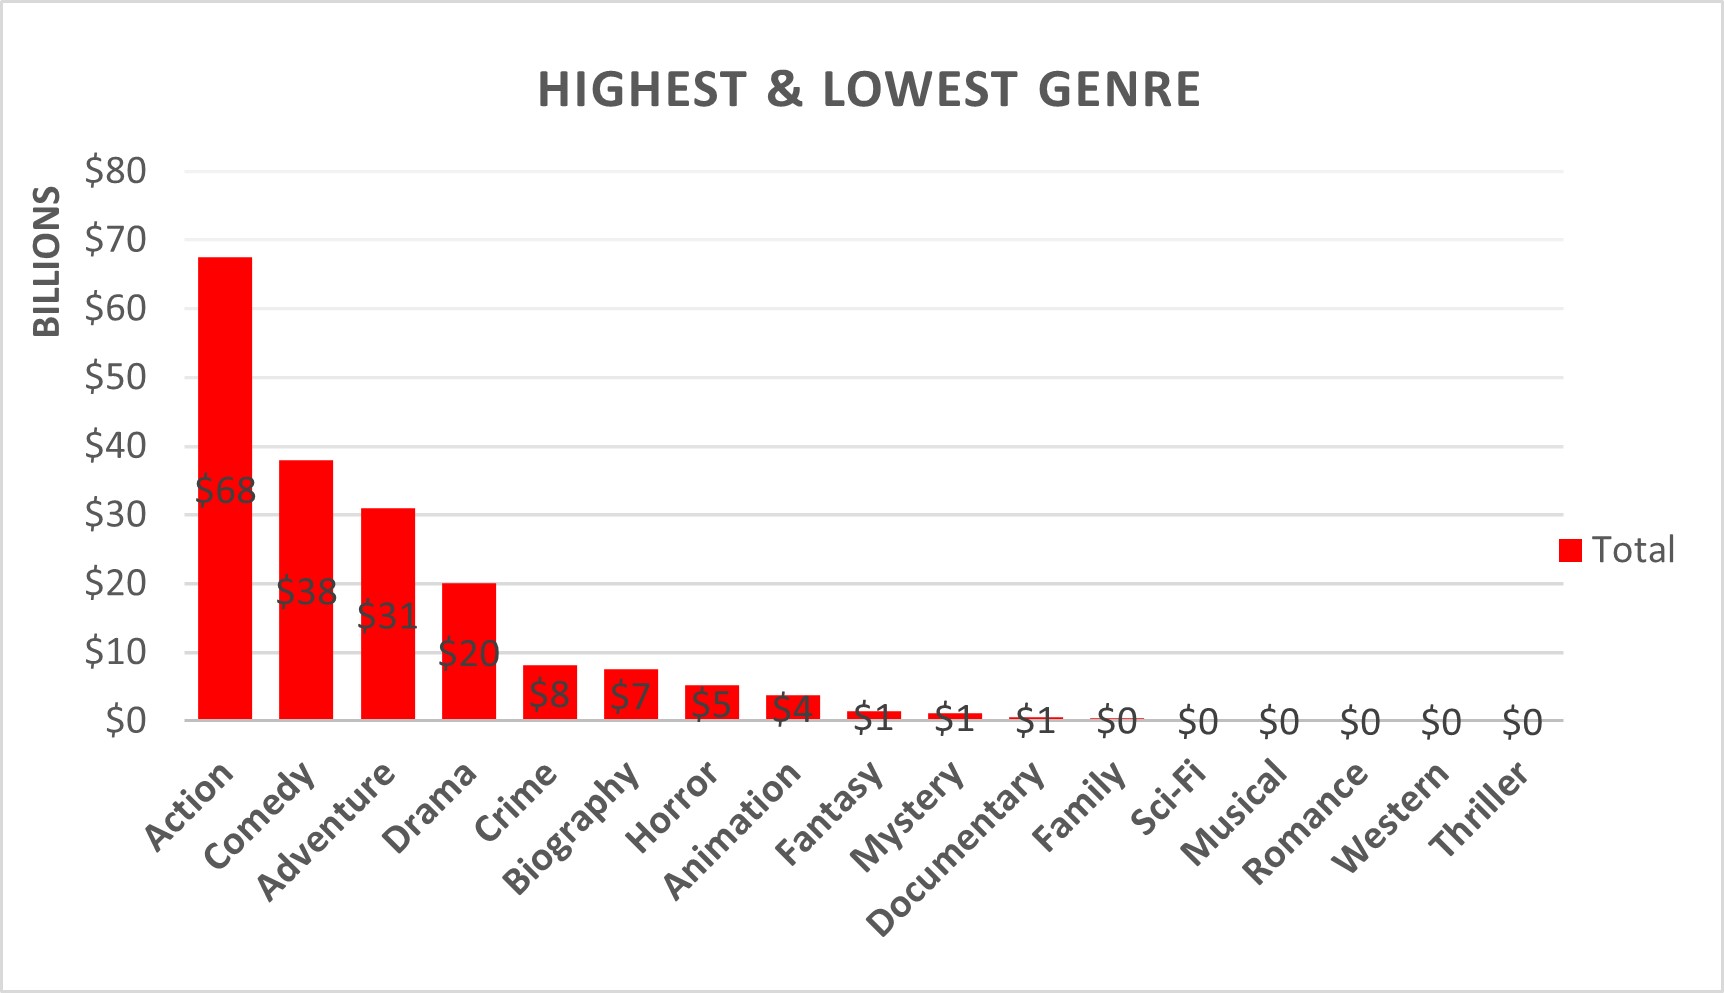 HIGHEST & LOWEST GENRE
BILLIONS
$80
$70
$60
$50
$40
$30
$20
$10
$0
$68
$38
$31
$20
$8
$7
$5
$4
$1
$1
$1
$0
$0
$0
$0
$0
$0
Action
Comedy
Adventure
Drama
Crime
Biography
Horror
Animation
Fantasy
Mystery
Documentary
Family
Sci-Fi
Musical
Romance
Western
Thriller
Total